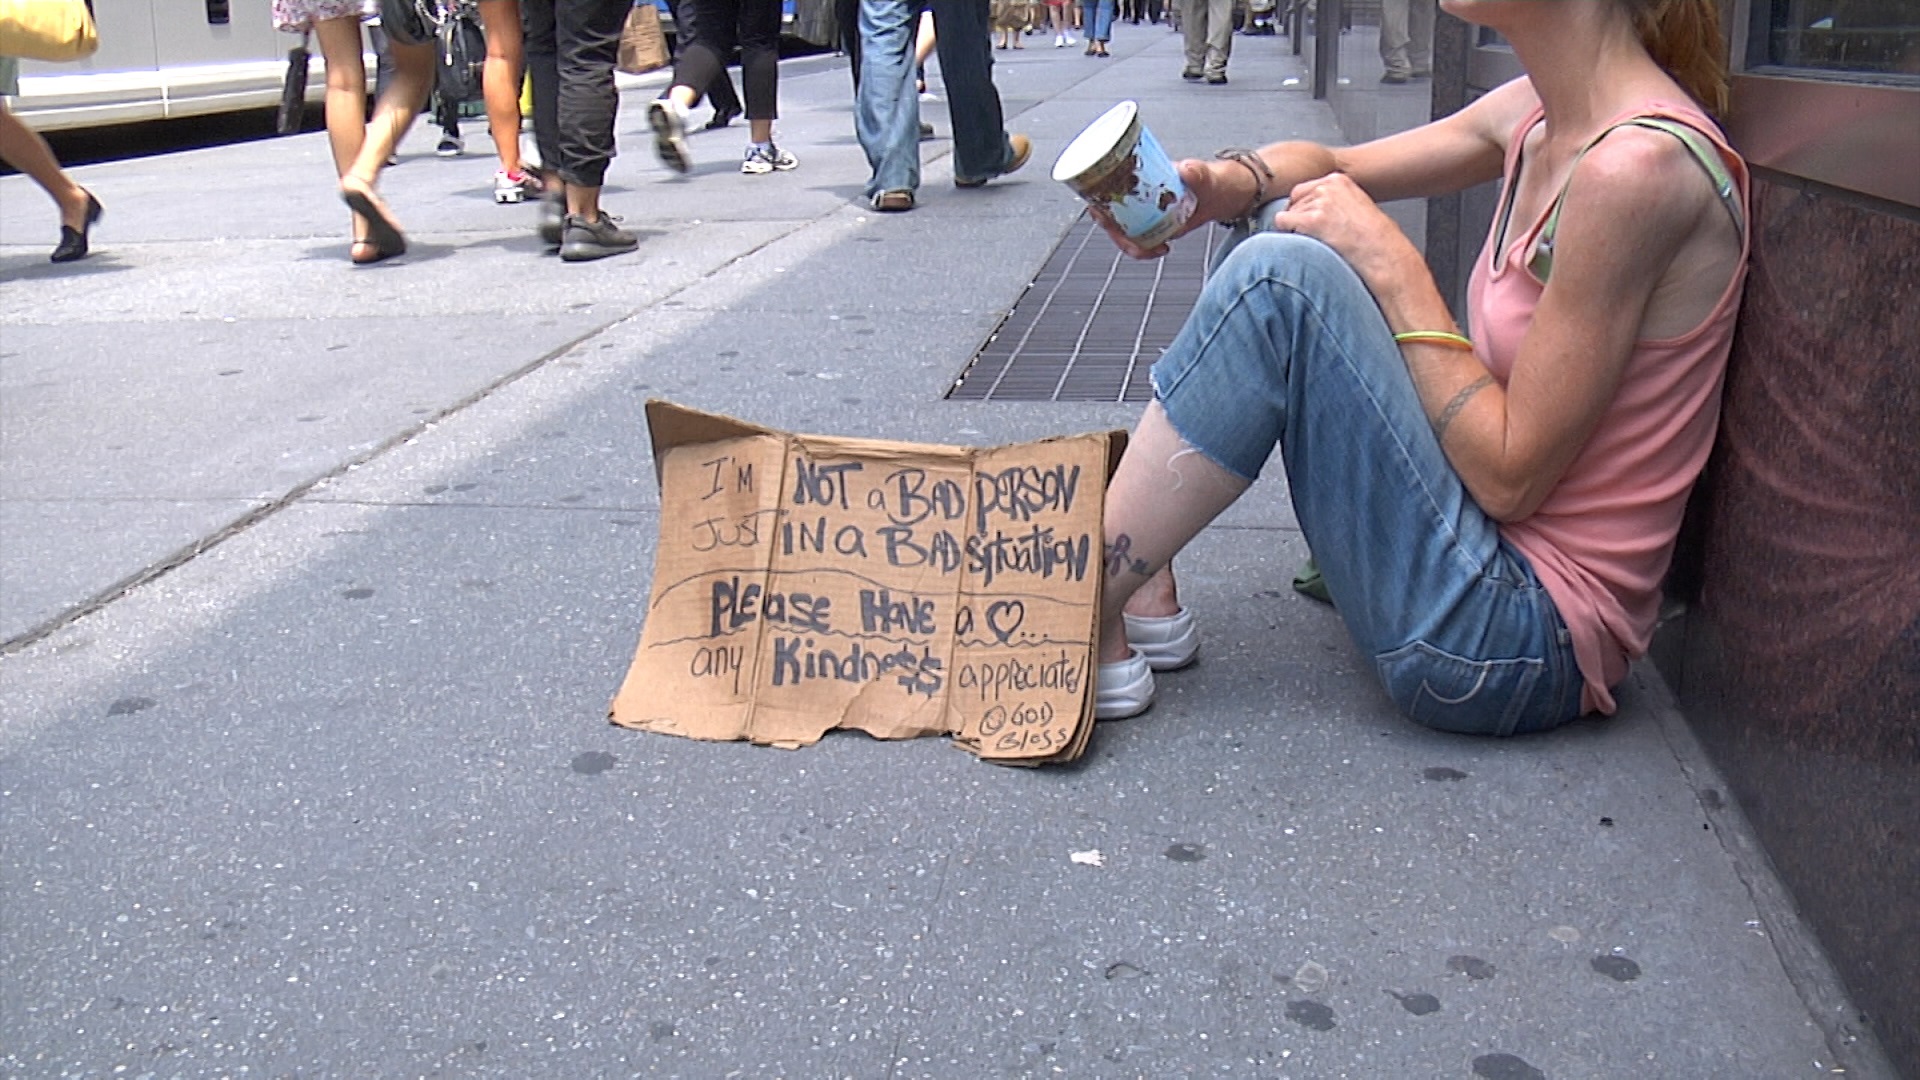 I'M NOT a BAD PERSON
JUST IN a BAD situation
PLEase HAVE a ♡...
any Kindne$$ appreciated
☺ GOD
Bless